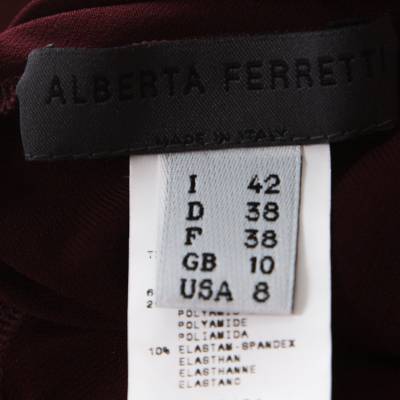 ALBERTA FERRETTI
MADE IN ITALY
I 42
D 38
F 38
GB 10
USA 8
POLYAMIDE
POLIAMIDA
10% ELASTAM-SPANDEX
ELASTHAN
ELASTHANNE
ELASTANO